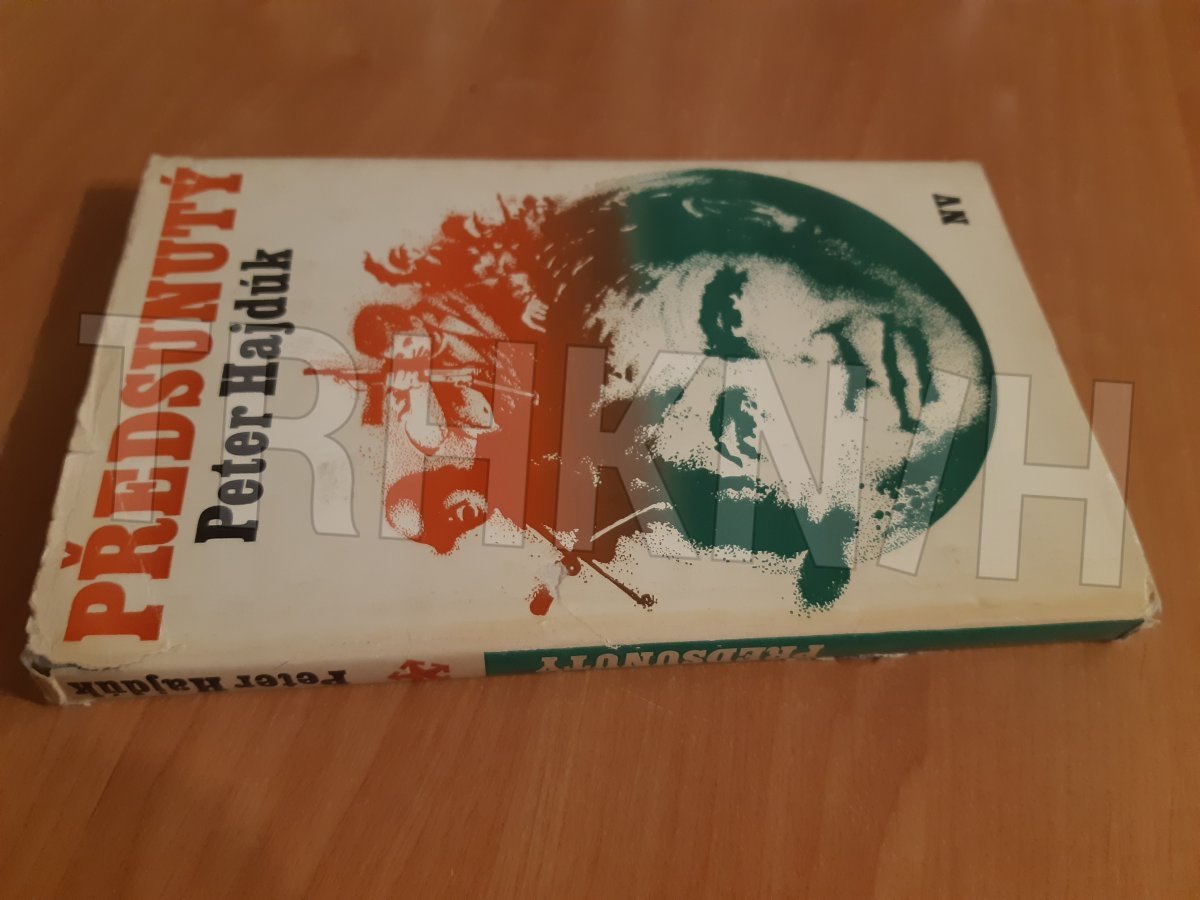 PŘEDSUNUTÝ
Peter Hajdúk
NV
Peter Hajdúk
PŘEDSUNUTÝ
TRHKNIH